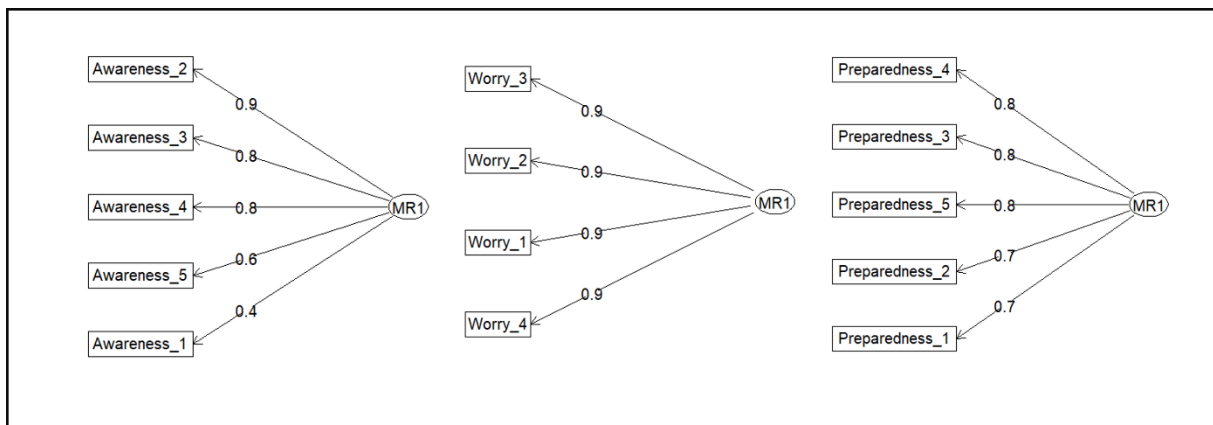 Awareness_2
0.9
Awareness_3
0.8
Awareness_4
0.8
MR1
Awareness_5
0.6
Awareness_1
0.4
Worry_3
0.9
Worry_2
0.9
MR1
Worry_1
0.9
Worry_4
0.9
Preparedness_4
0.8
Preparedness_3
0.8
Preparedness_5
0.8
MR1
Preparedness_2
0.7
Preparedness_1
0.7